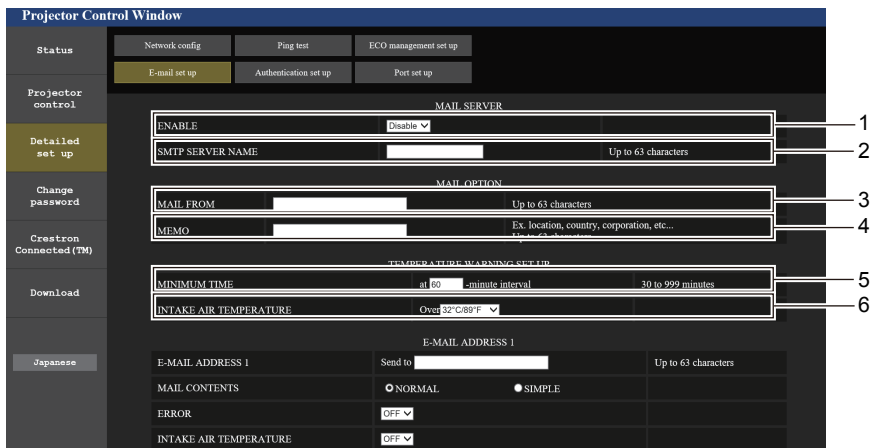 Projector Control Window
Status
Projector control
Detailed set up
Change password
Crestron Connected(TM)
Download
Japanese
Network config Ping test ECO management set up
E-mail set up Authentication set up Port set up
MAIL SERVER
ENABLE Disable 1
SMTP SERVER NAME Up to 63 characters 2
MAIL OPTION
MAIL FROM Up to 63 characters 3
MEMO Ex. location, country, corporation, etc... 4
Up to 63 characters
TEMPERATURE WARNING SET UP
MINIMUM TIME at 60 -minute interval 30 to 999 minutes 5
INTAKE AIR TEMPERATURE Over 32°C/89°F 6
E-MAIL ADDRESS 1
E-MAIL ADDRESS 1 Send to Up to 63 characters
MAIL CONTENTS NORMAL SIMPLE
ERROR OFF
INTAKE AIR TEMPERATURE OFF